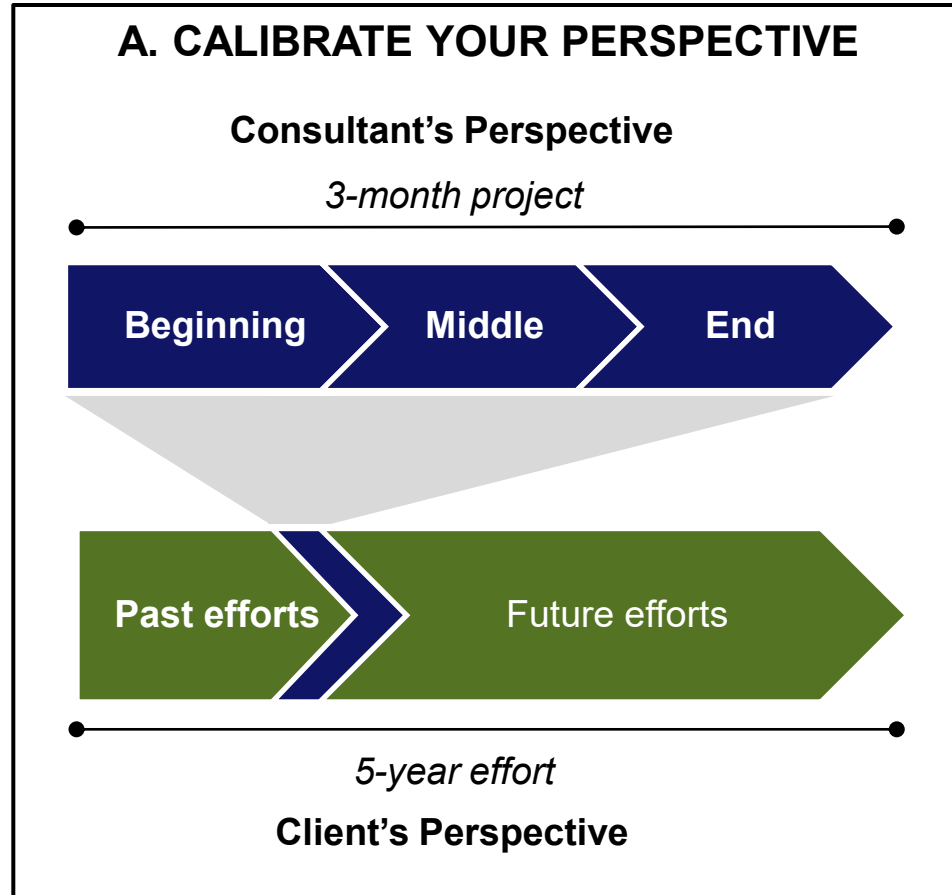 A. CALIBRATE YOUR PERSPECTIVE
Consultant’s Perspective
3-month project
Beginning
Middle
End
Past efforts
Future efforts
5-year effort
Client’s Perspective